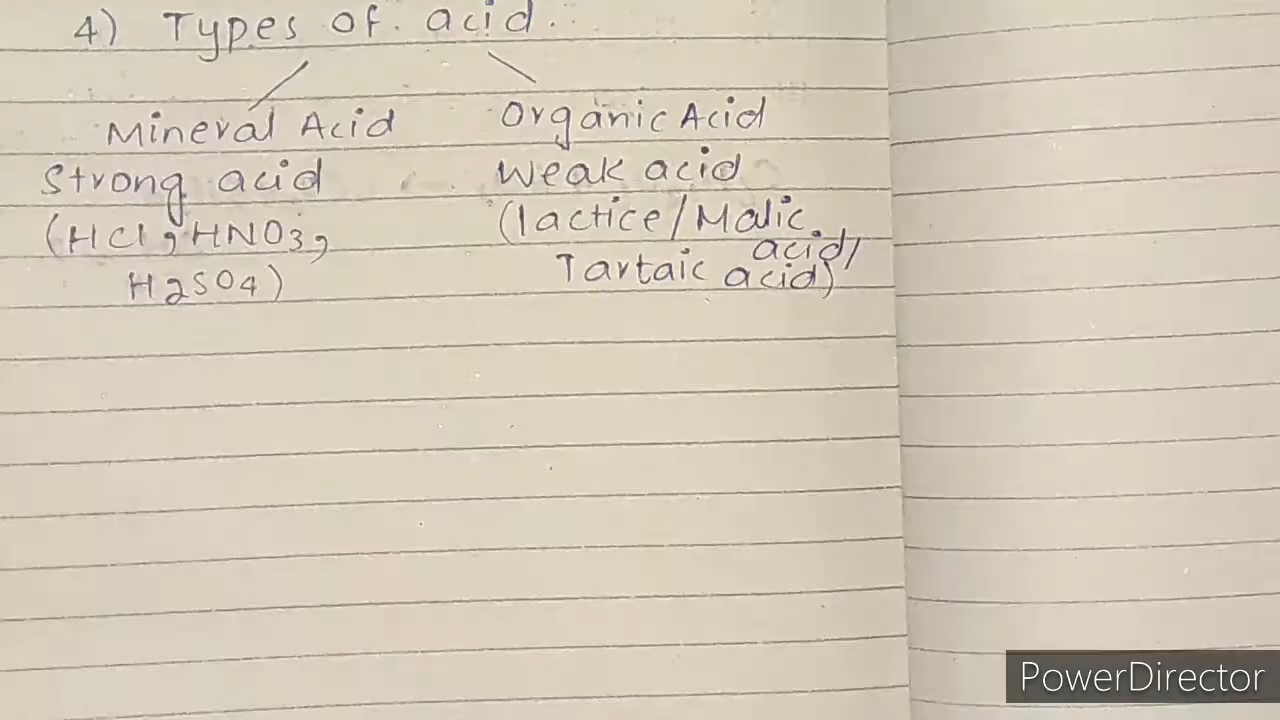 4) Types of. acid.
Mineral Acid
Strong acid
(HCl, HNO3,
H2SO4)
Organic Acid
Weak acid
(lactice/Malic
acid/
Tartaic acid)
PowerDirector